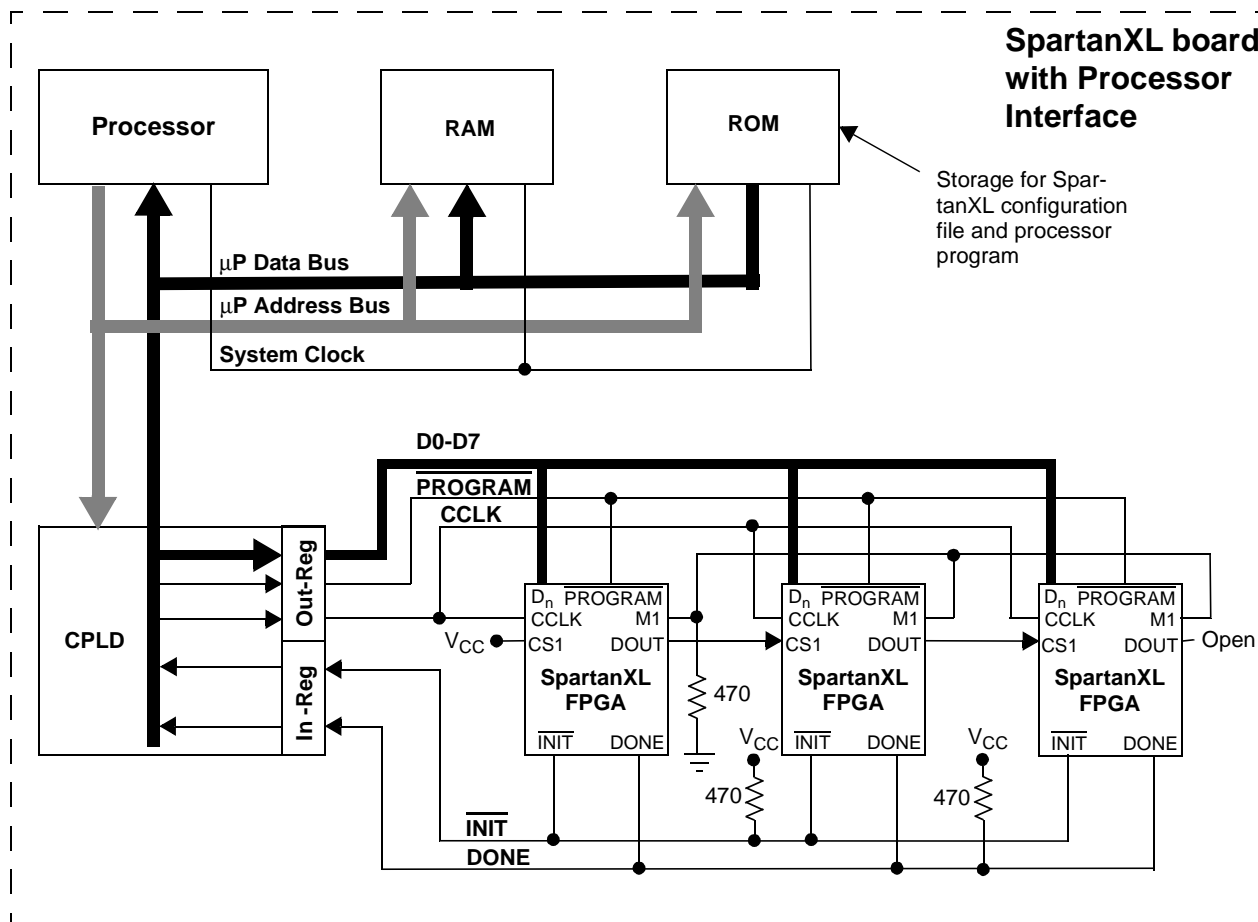 SpartanXL board
with Processor
Interface
Processor
RAM
ROM
Storage for Spar-
tanXL configuration
file and processor
program
μP Data Bus
μP Address Bus
System Clock
D0-D7
PROGRAM
CCLK
CPLD
Out-Reg
In -Reg
Dn PROGRAM
CCLK M1
VCC
CS1 DOUT
SpartanXL
FPGA
INIT DONE
470
Dn PROGRAM
CCLK M1
CS1 DOUT
SpartanXL
FPGA
VCC
INIT DONE
470
Dn PROGRAM
CCLK M1
CS1 DOUT
Open
SpartanXL
FPGA
VCC
INIT DONE
470
INIT
DONE